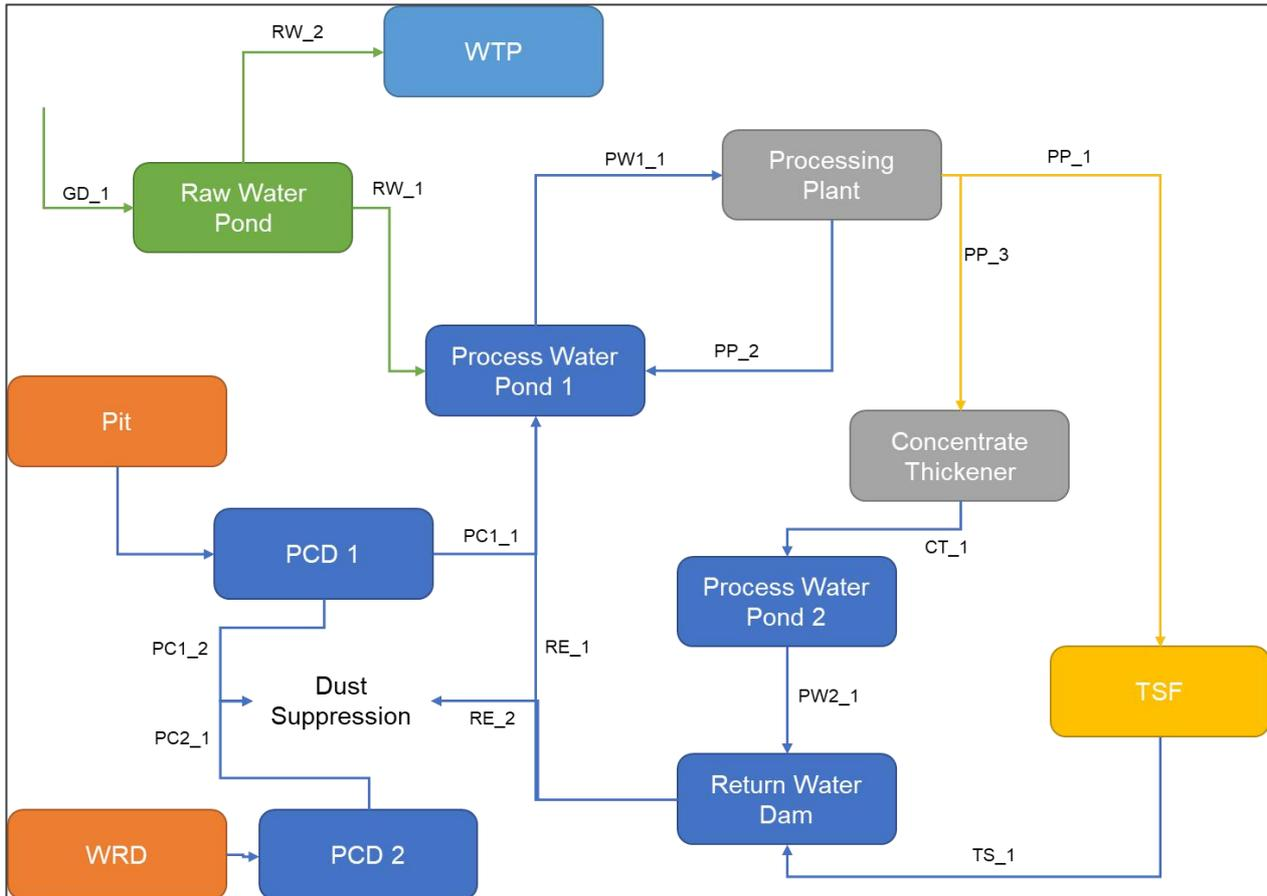 RW_2
WTP
GD_1
Raw Water
Pond
RW_1
PW1_1
Processing
Plant
PP_1
PP_3
Process Water
Pond 1
PP_2
Pit
Concentrate
Thickener
PCD 1
PC1_1
CT_1
Process Water
Pond 2
PC1_2
RE_1
Dust
Suppression
RE_2
PW2_1
TSF
PC2_1
Return Water
Dam
WRD
PCD 2
TS_1